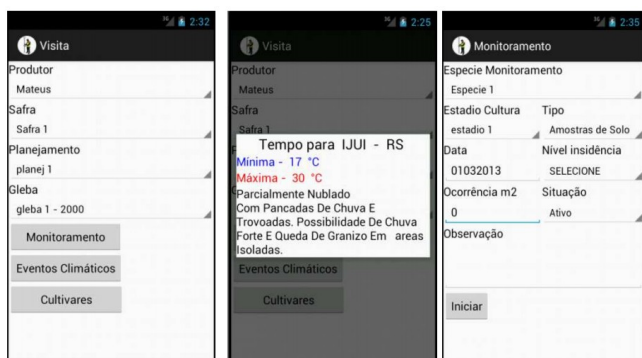 3G 2:32
Visita
Produtor
Mateus
Safra
Safra 1
Planejamento
planej 1
Gleba
gleba 1 - 2000
Monitoramento
Eventos Climáticos
Cultivares
3G 2:25
Visita
Produtor
Mateus
Safra
Safra 1
Tempo para IJUI - RS
Mínima - 17 °C
Máxima - 30 °C
Parcialmente Nublado
Com Pancadas De Chuva E
Trovoadas. Possibilidade De Chuva
Forte E Queda De Granizo Em areas
Isoladas.
Eventos Climáticos
Cultivares
3G 2:35
Monitoramento
Especie Monitoramento
Especie 1
Estadio Cultura Tipo
estadio 1 Amostras de Solo
Data Nível insidência
01032013 SELECIONE
Ocorrência m2 Situação
0 Ativo
Observação
Iniciar